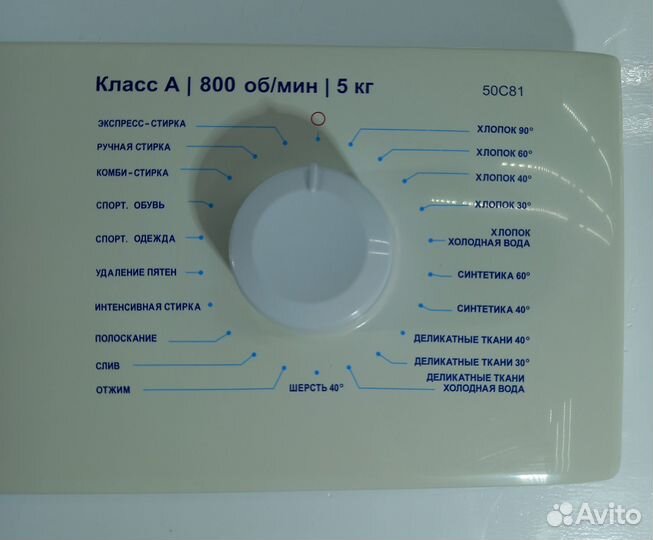 Класс А | 800 об/мин | 5 кг
50С81
ЭКСПРЕСС-СТИРКА
РУЧНАЯ СТИРКА
КОМБИ-СТИРКА
СПОРТ. ОБУВЬ
СПОРТ. ОДЕЖДА
УДАЛЕНИЕ ПЯТЕН
ИНТЕНСИВНАЯ СТИРКА
ПОЛОСКАНИЕ
СЛИВ
ОТЖИМ
ХЛОПОК 90°
ХЛОПОК 60°
ХЛОПОК 40°
ХЛОПОК 30°
ХЛОПОК
ХОЛОДНАЯ ВОДА
СИНТЕТИКА 60°
СИНТЕТИКА 40°
ДЕЛИКАТНЫЕ ТКАНИ 40°
ДЕЛИКАТНЫЕ ТКАНИ 30°
ДЕЛИКАТНЫЕ ТКАНИ
ХОЛОДНАЯ ВОДА
ШЕРСТЬ 40°
Avito